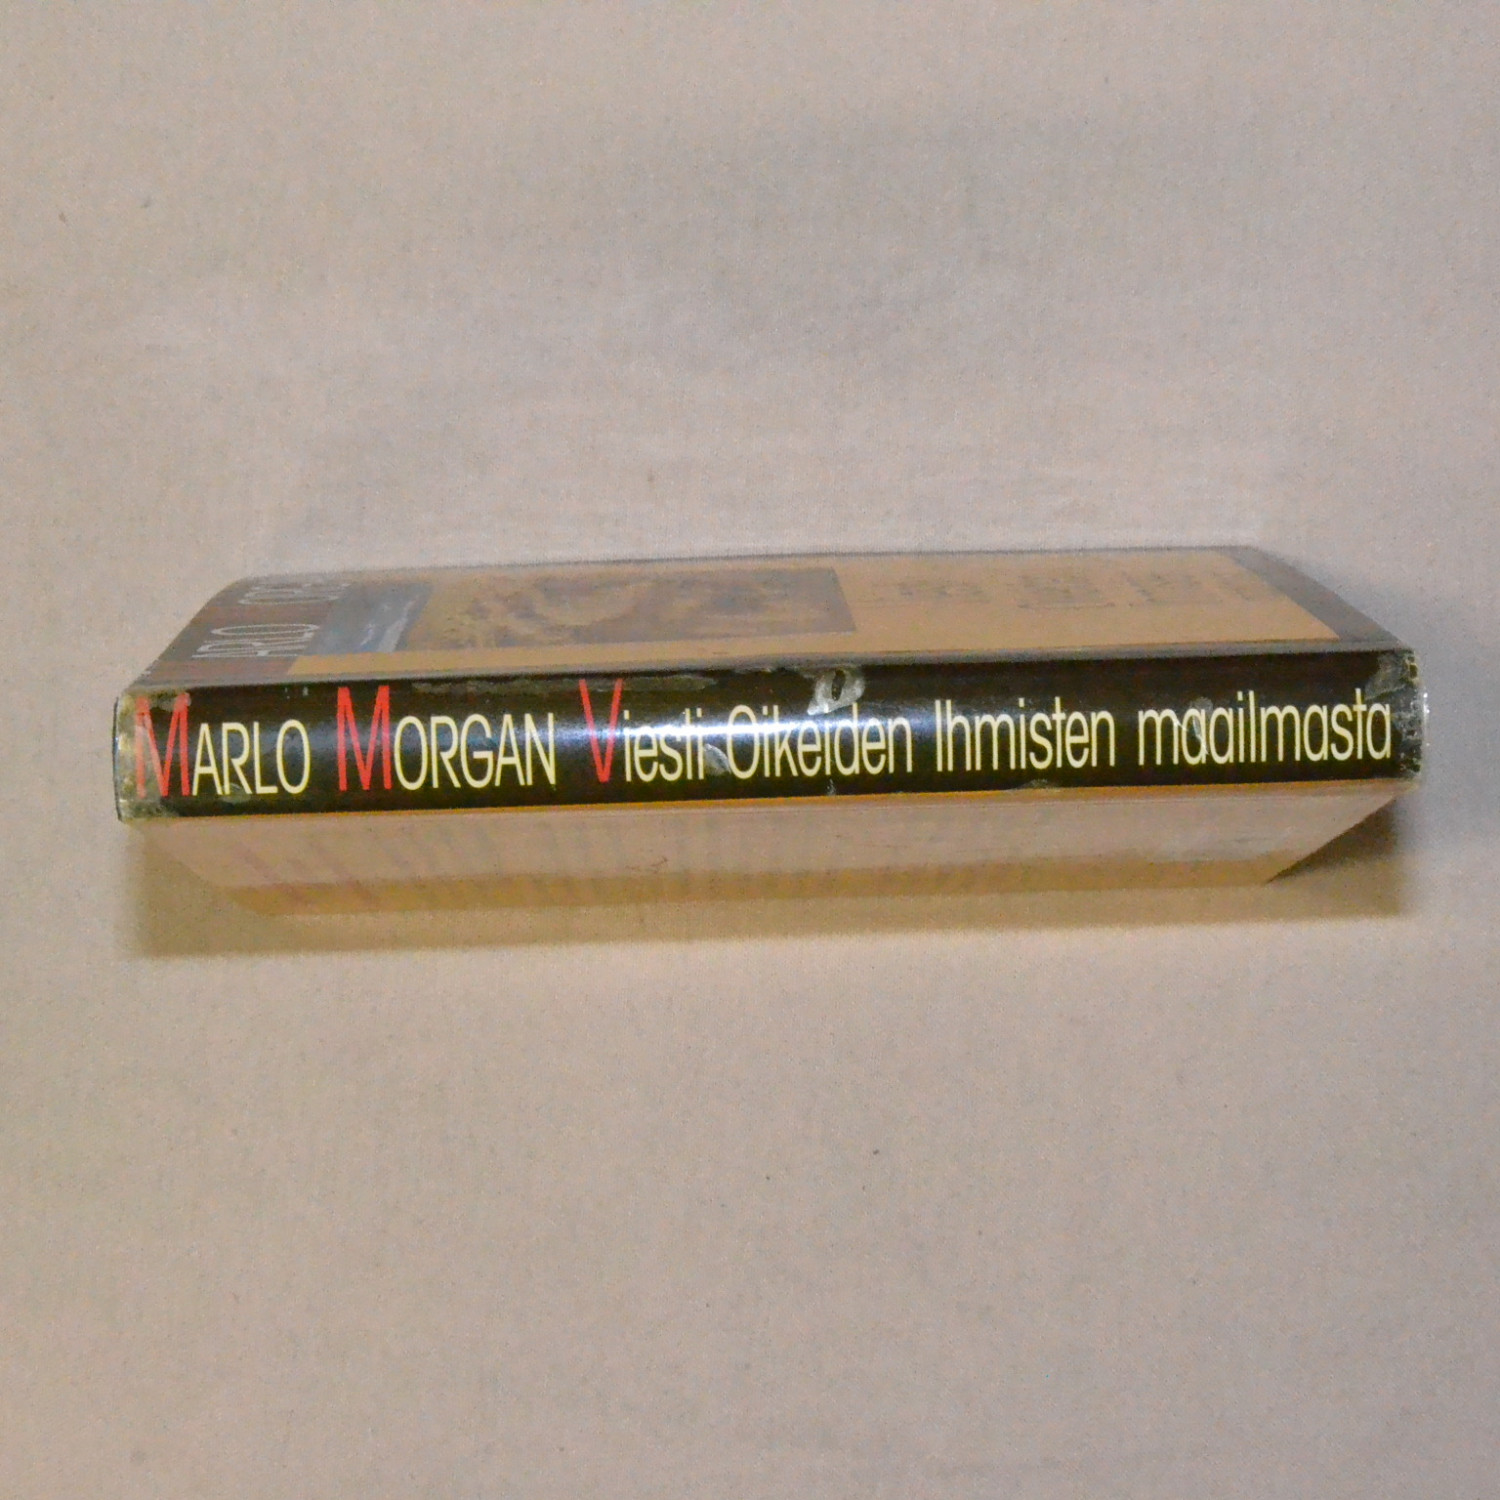 MARLO MORGAN Viesti Oikeiden Ihmisten maailmasta